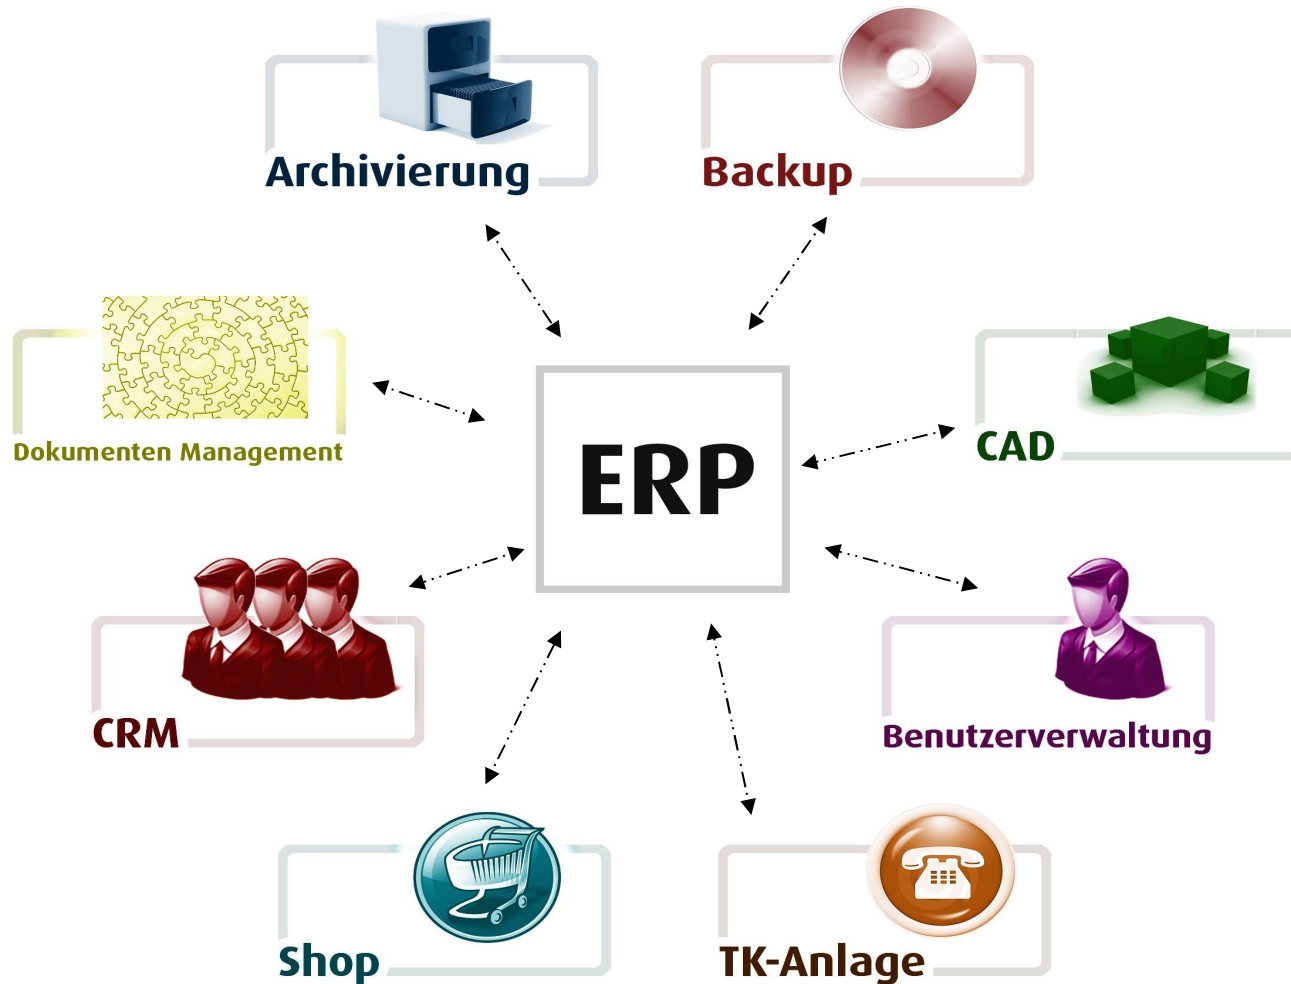 Archivierung
Backup
Dokumenten Management
CAD
ERP
CRM
Benutzerverwaltung
Shop
TK-Anlage